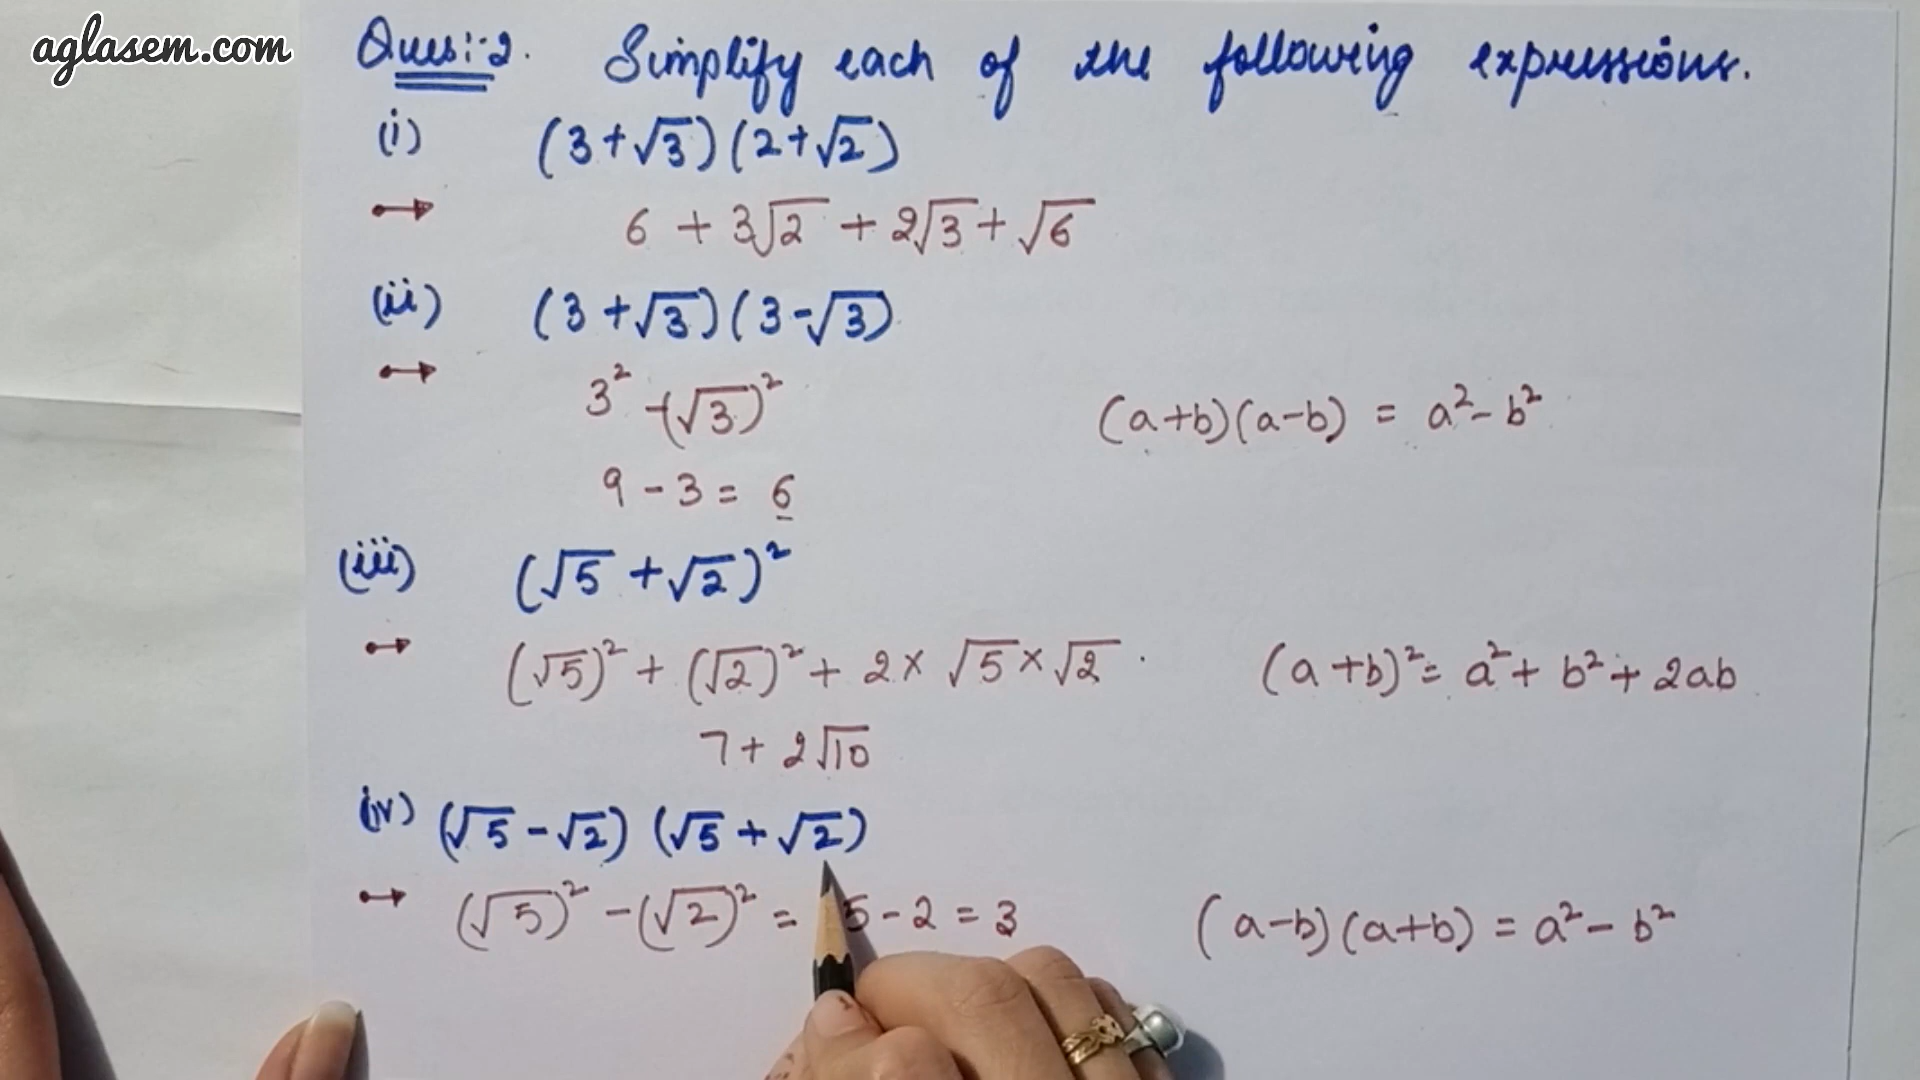 aglasem.com
Ques:-2. Simplify each of the following expressions.
(i) (3+√3)(2+√2)
→ 6 + 3√2 + 2√3 + √6
(ii) (3+√3)(3-√3)
→ 3² -(√3)² (a+b)(a-b) = a²- b²
9 - 3 = 6
(iii) (√5 +√2)²
→ (√5)² + (√2)² + 2 × √5 × √2 . (a+b)² = a² + b² + 2ab
7 + 2√10
(iv) (√5 - √2) (√5 + √2)
→ (√5)² - (√2)² = 5 - 2 = 3 (a-b)(a+b) = a² - b²